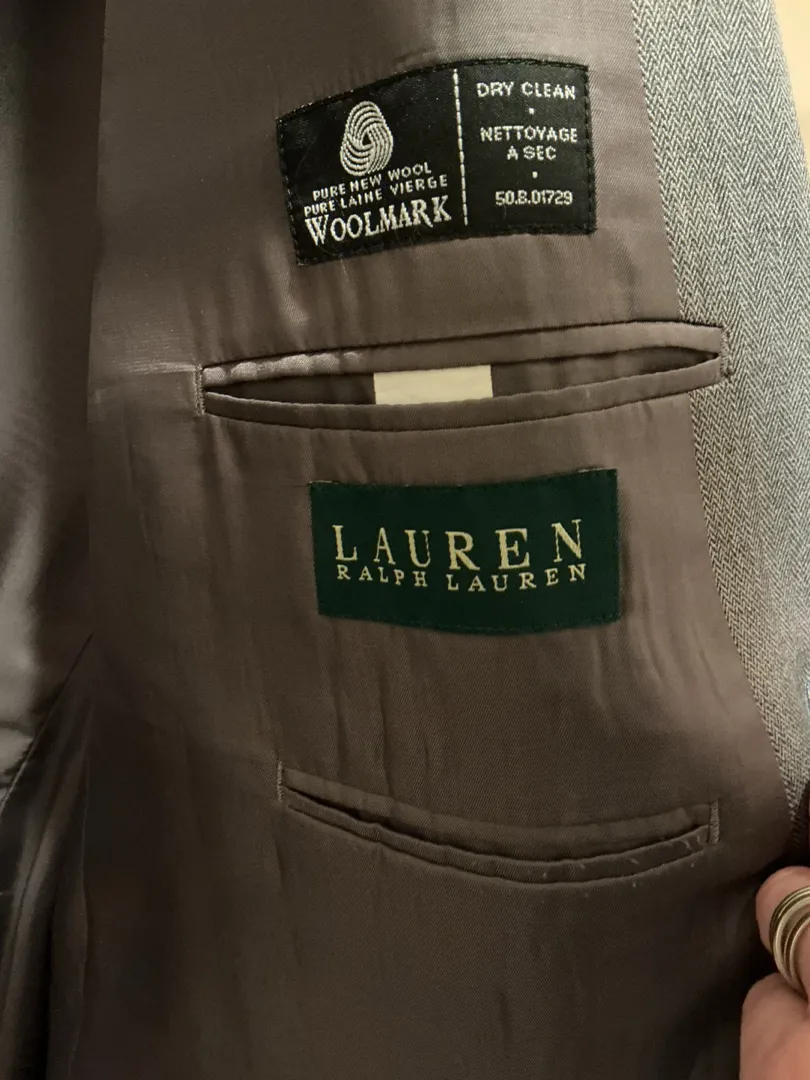 PURE NEW WOOL
PURE LAINE VIERGE
WOOLMARK
DRY CLEAN
•
NETTOYAGE
A SEC
•
50.B.01729
LAUREN
RALPH LAUREN